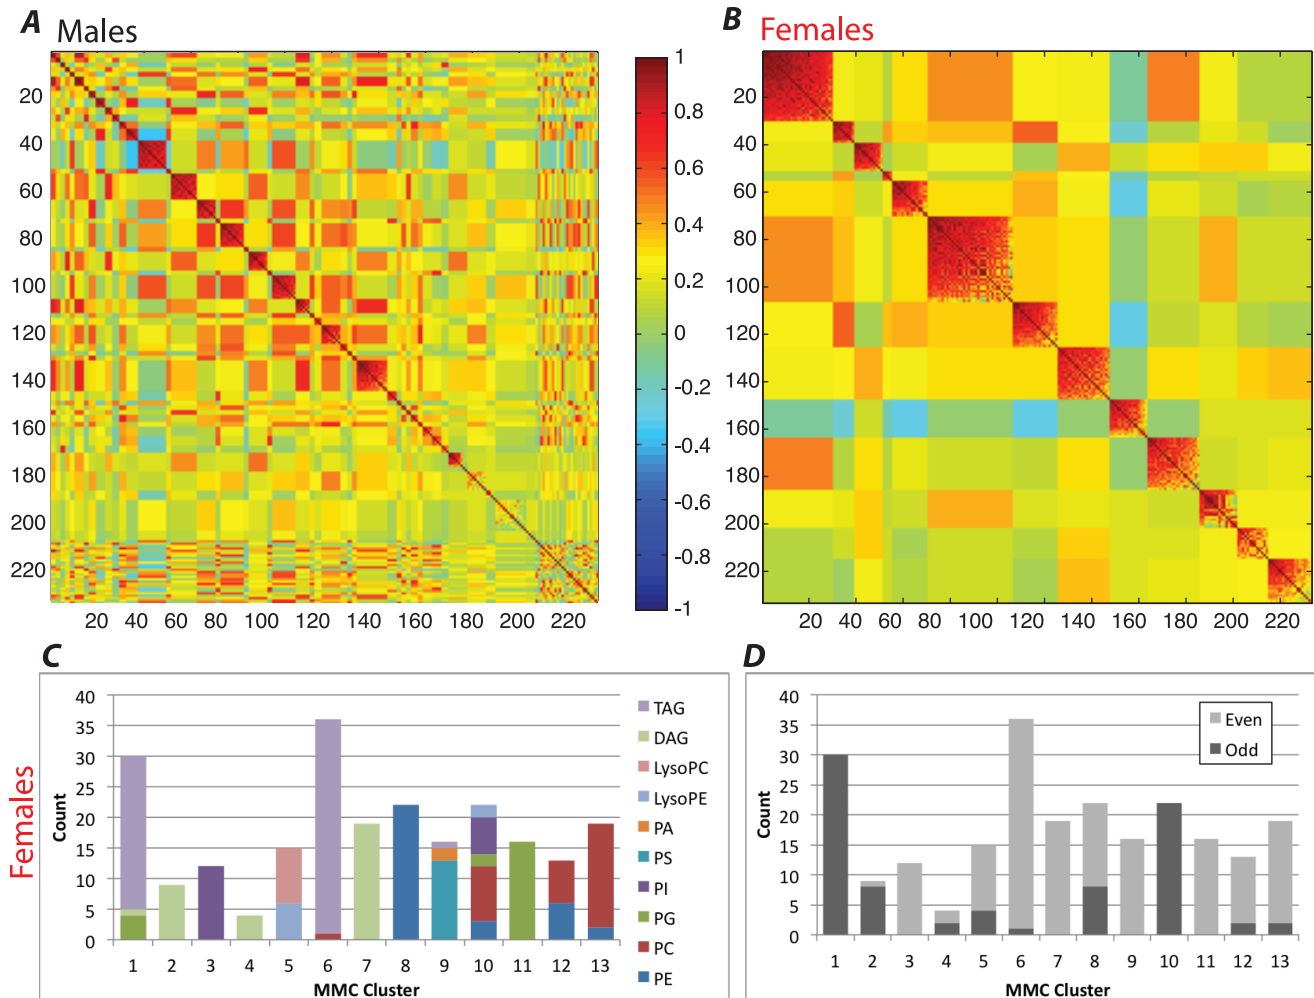 A Males
B Females
20
40
60
80
100
120
140
160
180
200
220
20 40 60 80 100 120 140 160 180 200 220
1
0.8
0.6
0.4
0.2
0
-0.2
-0.4
-0.6
-0.8
-1
20
40
60
80
100
120
140
160
180
200
220
20 40 60 80 100 120 140 160 180 200 220
C
Females
Count
40
35
30
25
20
15
10
5
0
1 2 3 4 5 6 7 8 9 10 11 12 13
MMC Cluster
TAG
DAG
LysoPC
LysoPE
PA
PS
PI
PG
PC
PE
D
Count
40
35
30
25
20
15
10
5
0
1 2 3 4 5 6 7 8 9 10 11 12 13
MMC Cluster
Even
Odd